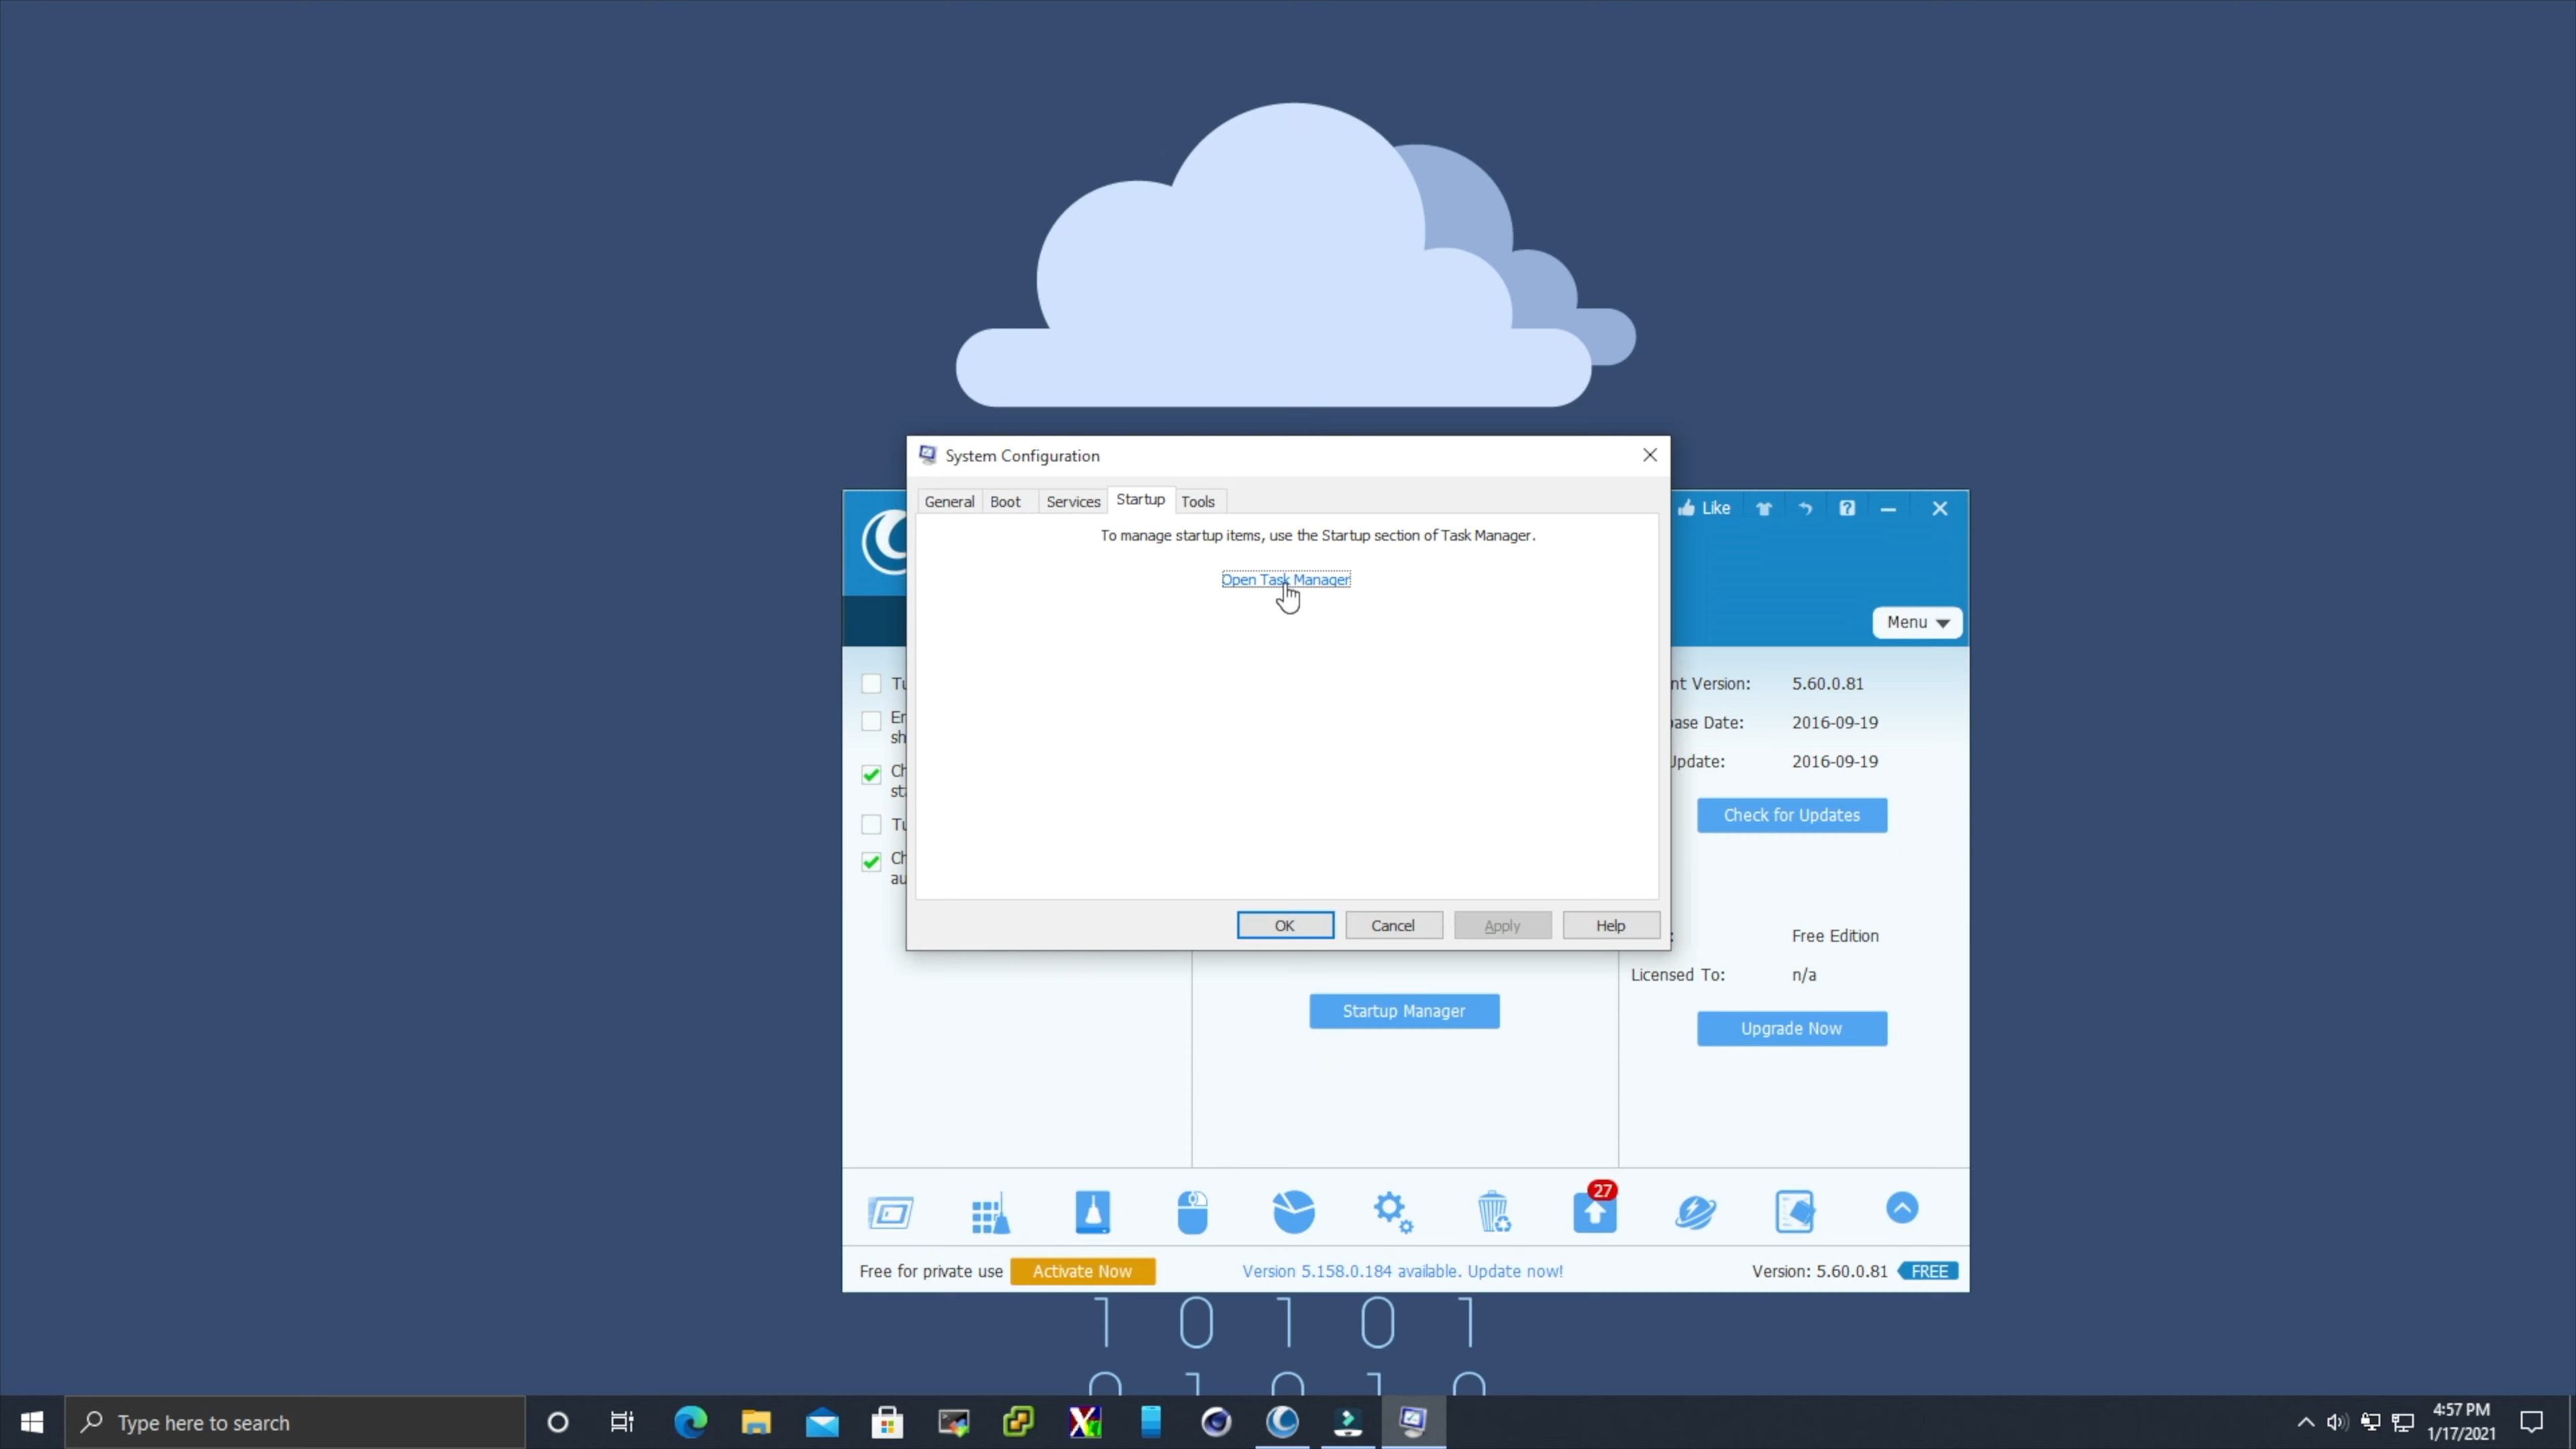 System Configuration
General Boot Services Startup Tools
To manage startup items, use the Startup section of Task Manager.
Open Task Manager
OK Cancel Apply Help
Like
Menu
sh
au
nt Version: 5.60.0.81
ase Date: 2016-09-19
Update: 2016-09-19
Check for Updates
Free Edition
Licensed To: n/a
Startup Manager
Upgrade Now
27
Free for private use Activate Now Version 5.158.0.184 available. Update now! Version: 5.60.0.81 FREE
1 0 1 0 1
0 1 0 1 0
Type here to search
4:57 PM
1/17/2021